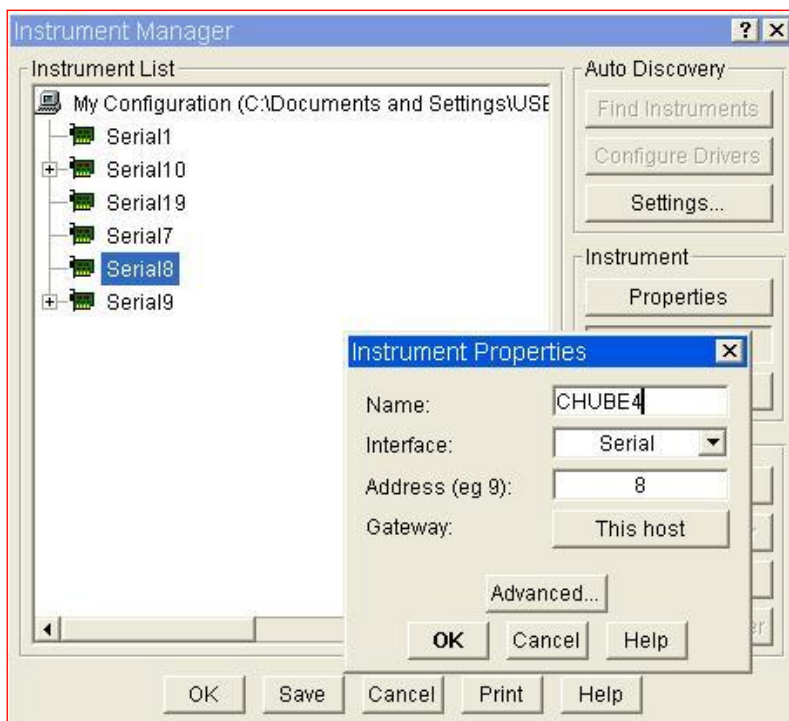 Instrument Manager
Instrument List
My Configuration (C:\Documents and Settings\USE
Serial1
Serial10
Serial19
Serial7
Serial8
Serial9
Auto Discovery
Find Instruments
Configure Drivers
Settings...
Instrument
Properties
Instrument Properties
Name: CHUBE4
Interface: Serial
Address (eg 9): 8
Gateway: This host
Advanced...
OK Cancel Help
OK Save Cancel Print Help